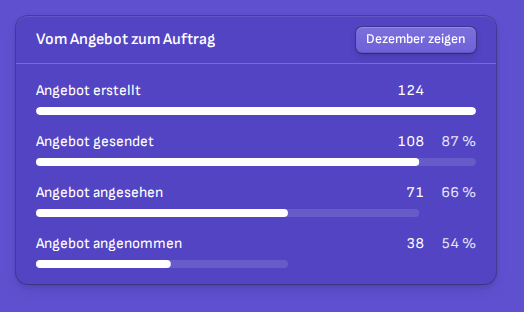 Vom Angebot zum Auftrag Dezember zeigen
Angebot erstellt 124
Angebot gesendet 108 87 %
Angebot angesehen 71 66 %
Angebot angenommen 38 54 %